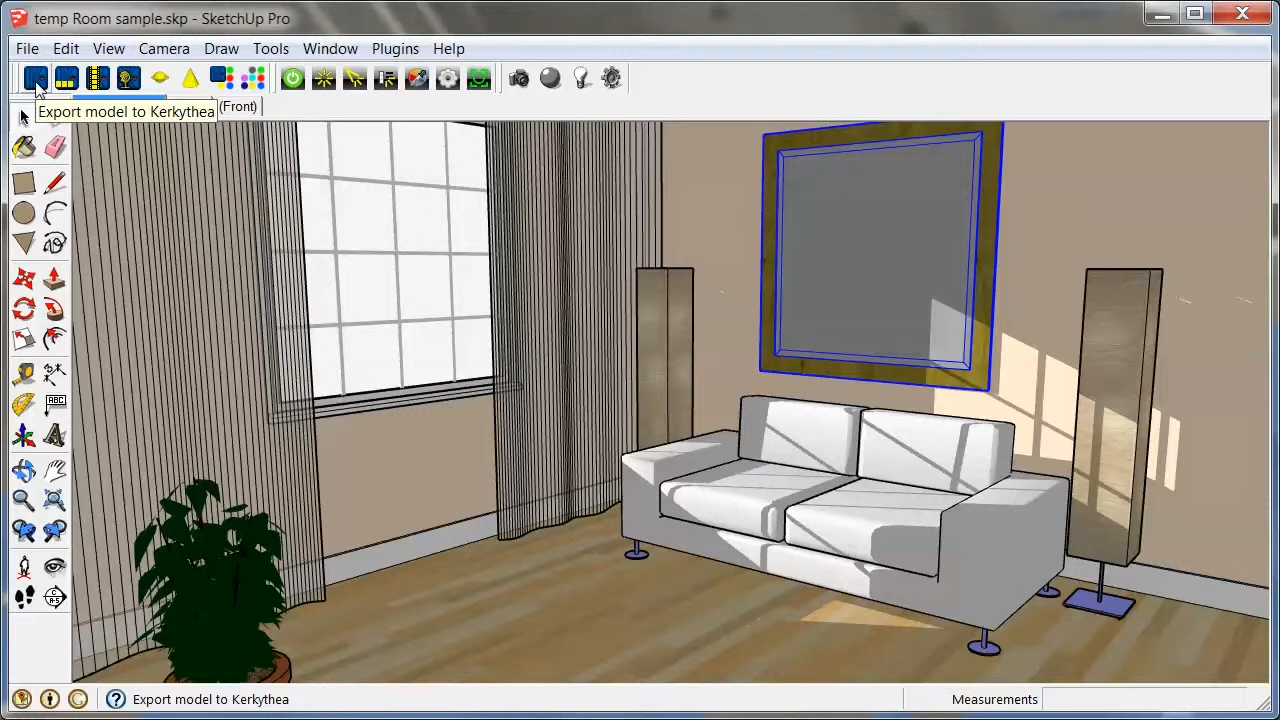 temp Room sample.skp - SketchUp Pro
File Edit View Camera Draw Tools Window Plugins Help
(Front)
Export model to Kerkythea
ABC
A
Export model to Kerkythea
Measurements